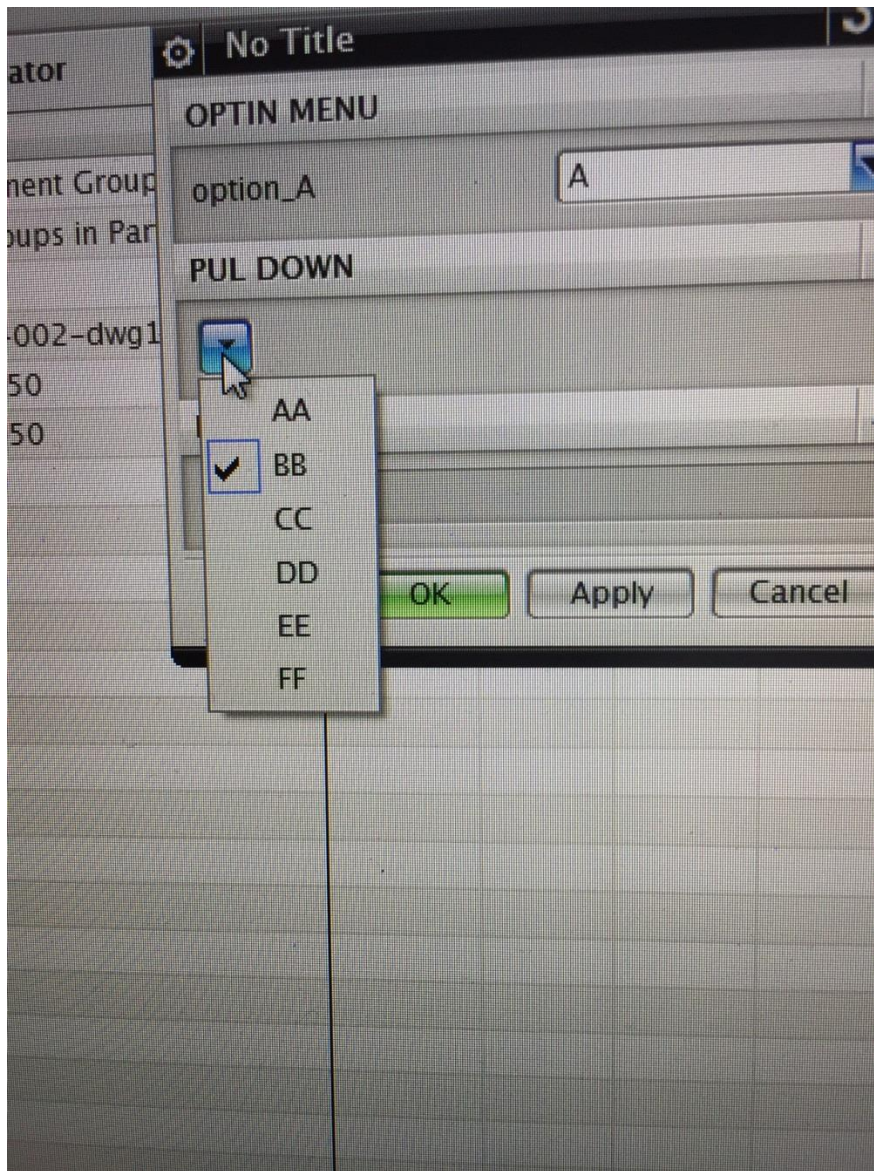 ator
No Title
OPTIN MENU
nent Group
option_A
A
oups in Par
PUL DOWN
-002-dwg1
50
50
AA
BB
CC
DD
EE
FF
OK
Apply
Cancel